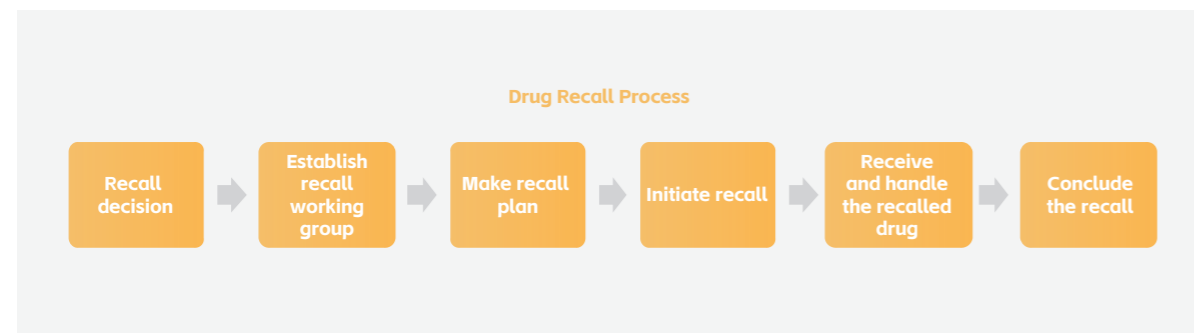 Drug Recall Process
Recall
decision
Establish
recall
working
group
Make recall
plan
Initiate recall
Receive
and handle
the recalled
drug
Conclude
the recall